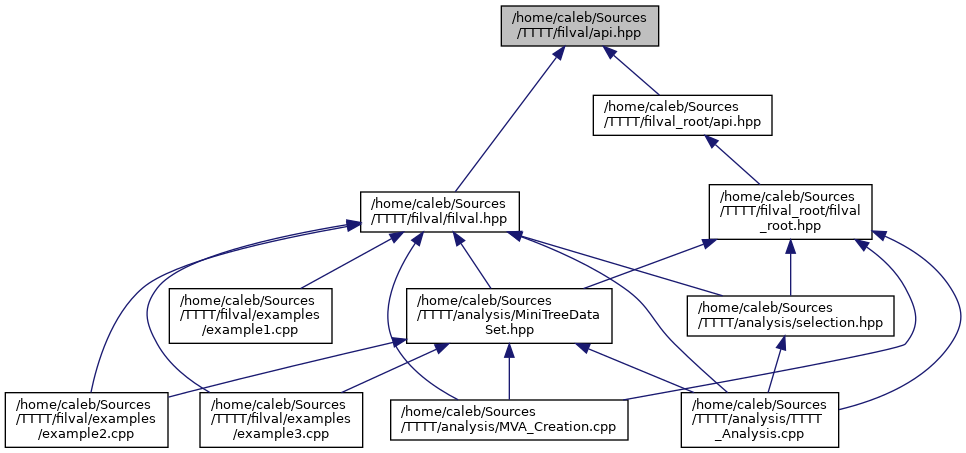 /home/caleb/Sources
/TTTT/filval/api.hpp
/home/caleb/Sources
/TTTT/filval_root/api.hpp
/home/caleb/Sources
/TTTT/filval/filval.hpp
/home/caleb/Sources
/TTTT/filval_root/filval
_root.hpp
/home/caleb/Sources
/TTTT/filval/examples
/example1.cpp
/home/caleb/Sources
/TTTT/analysis/MiniTreeData
Set.hpp
/home/caleb/Sources
/TTTT/analysis/selection.hpp
/home/caleb/Sources
/TTTT/filval/examples
/example2.cpp
/home/caleb/Sources
/TTTT/filval/examples
/example3.cpp
/home/caleb/Sources
/TTTT/analysis/MVA_Creation.cpp
/home/caleb/Sources
/TTTT/analysis/TTTT
_Analysis.cpp